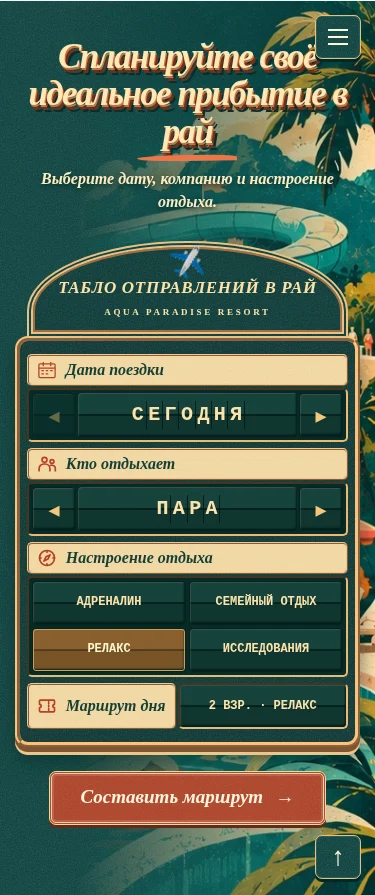 Спланируйте своё
идеальное прибытие в
рай
Выберите дату, компанию и настроение
отдыха.
ТАБЛО ОТПРАВЛЕНИЙ В РАЙ
AQUA PARADISE RESORT
Дата поездки
◀ СЕГОДНЯ ▶
Кто отдыхает
◀ ПАРА ▶
Настроение отдыха
АДРЕНАЛИН СЕМЕЙНЫЙ ОТДЫХ
РЕЛАКС ИССЛЕДОВАНИЯ
Маршрут дня 2 ВЗР. · РЕЛАКС
Составить маршрут →
↑